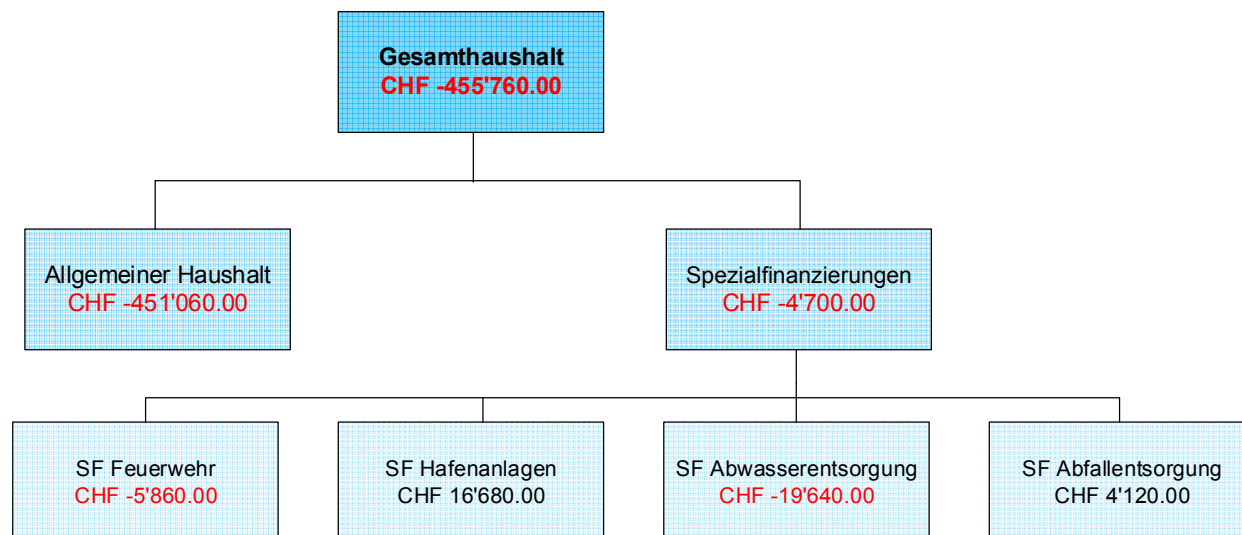 Gesamthaushalt
CHF -455'760.00
Allgemeiner Haushalt
CHF -451'060.00
Spezialfinanzierungen
CHF -4'700.00
SF Feuerwehr
CHF -5'860.00
SF Hafenanlagen
CHF 16'680.00
SF Abwasserentsorgung
CHF -19'640.00
SF Abfallentsorgung
CHF 4'120.00